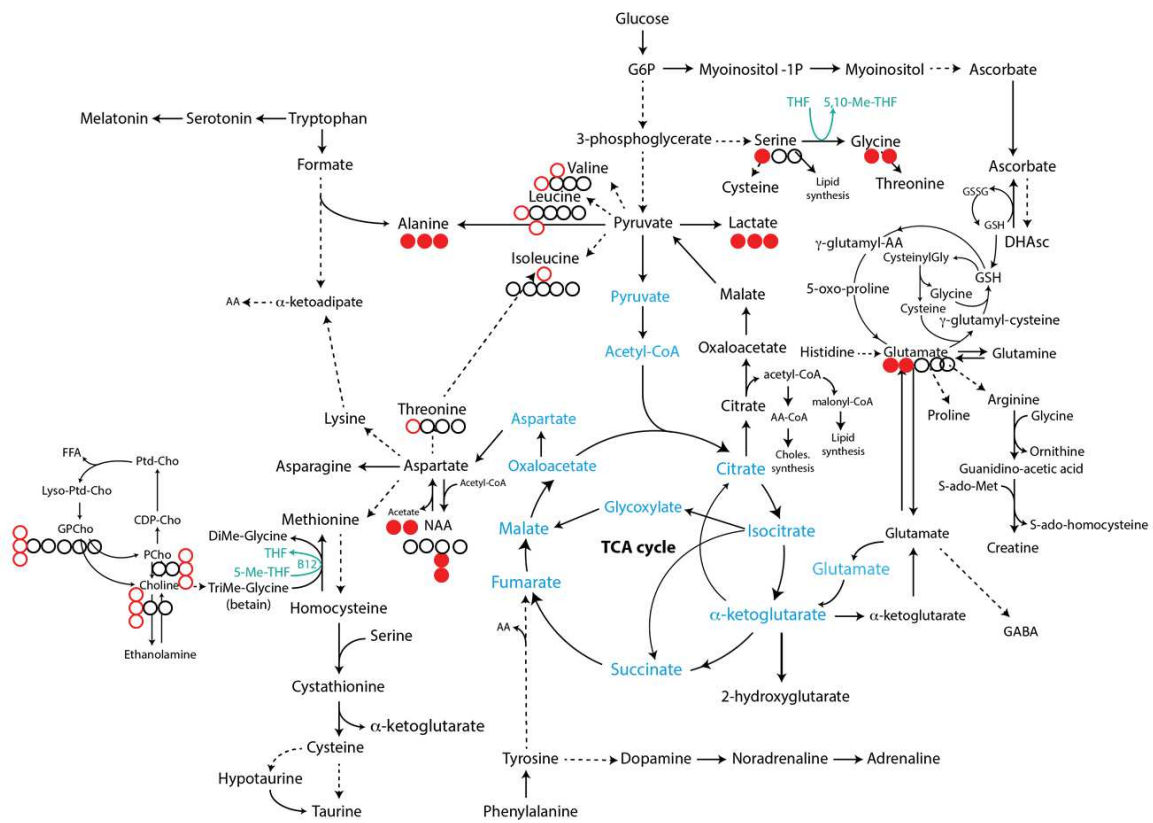 Glucose
G6P
Myoinositol -1P
Myoinositol
Ascorbate
THF
5,10-Me-THF
Melatonin
Serotonin
Tryptophan
3-phosphoglycerate
Serine
Glycine
Formate
Valine
Ascorbate
Cysteine
Lipid
synthesis
Threonine
Leucine
GSSG
Alanine
Pyruvate
Lactate
GSH
DHAsc
γ-glutamyl-AA
Isoleucine
CysteinylGly
GSH
AA
α-ketoadipate
Pyruvate
Malate
5-oxo-proline
Glycine
Cysteine
γ-glutamyl-cysteine
Acetyl-CoA
Oxaloacetate
Histidine
Glutamate
Glutamine
acetyl-CoA
malonyl-CoA
Arginine
Lysine
Threonine
Aspartate
Citrate
AA-CoA
Proline
Glycine
Lipid
synthesis
Choles.
synthesis
Ornithine
FFA
Ptd-Cho
Asparagine
Aspartate
Oxaloacetate
Citrate
Guanidino-acetic acid
Lyso-Ptd-Cho
Acetyl-CoA
S-ado-Met
Acetate
NAA
Glycoxylate
S-ado-homocysteine
GPCho
CDP-Cho
Methionine
Malate
Isocitrate
Glutamate
Creatine
DiMe-Glycine
TCA cycle
PCho
THF
B12
5-Me-THF
Glutamate
Choline
TriMe-Glycine
(betain)
Fumarate
Homocysteine
α-ketoglutarate
α-ketoglutarate
AA
GABA
Serine
Ethanolamine
Succinate
Cystathionine
2-hydroxyglutarate
α-ketoglutarate
Cysteine
Tyrosine
Dopamine
Noradrenaline
Adrenaline
Hypotaurine
Taurine
Phenylalanine